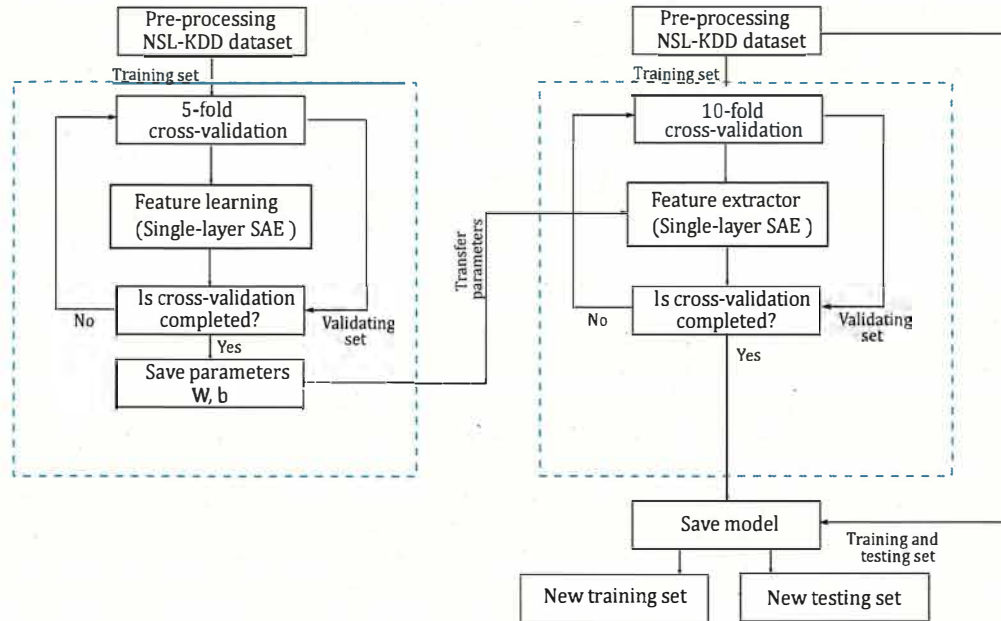 Pre-processing
NSL-KDD dataset
Training set
5-fold
cross-validation
Feature learning
(Single-layer SAE )
Is cross-validation
completed?
No
Validating
set
Yes
Save parameters
W, b
Transfer
parameters
Pre-processing
NSL-KDD dataset
Training set
10-fold
cross-validation
Feature extractor
(Single-layer SAE )
Is cross-validation
completed?
No
Validating
set
Yes
Save model
Training and
testing set
New training set
New testing set